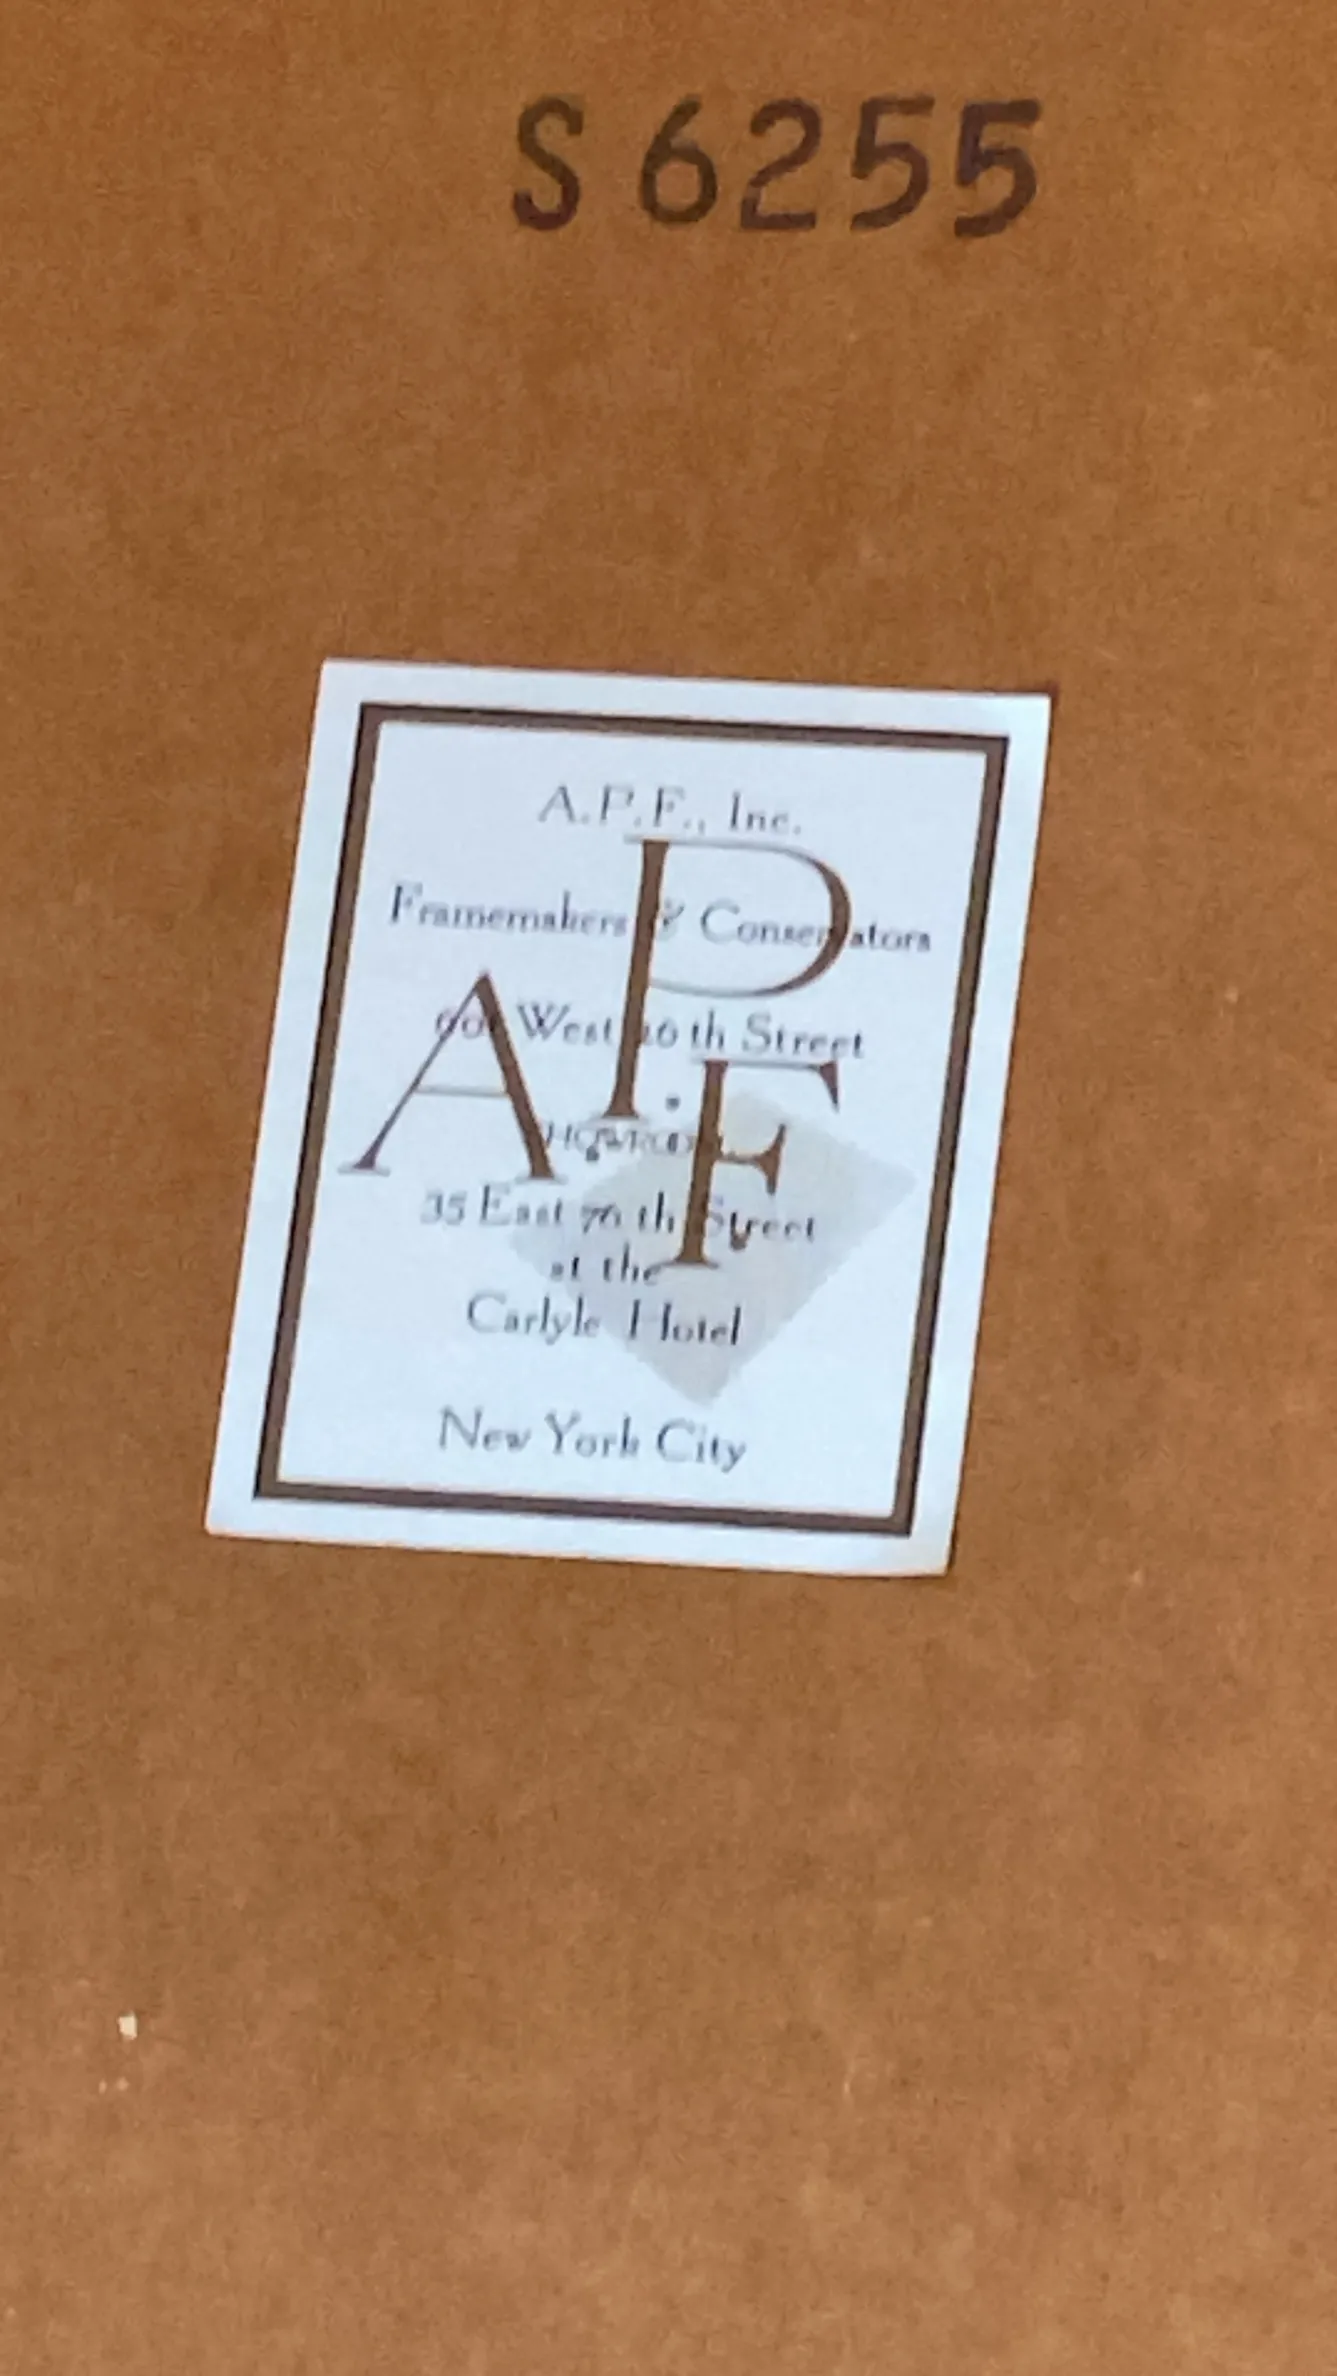 S 6255
A.P.F., Inc.
Framemakers & Conservators
West th Street
A P F
35 East 76 th Street
at the
Carlyle Hotel
New York City